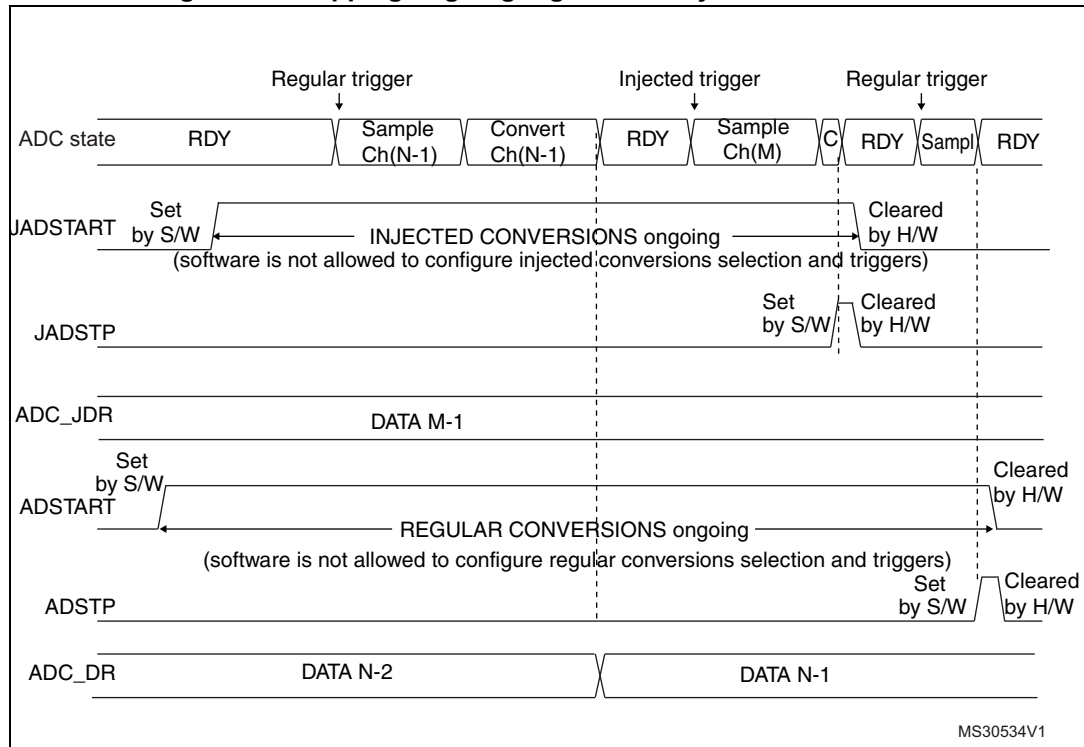 Regular trigger
Injected trigger
Regular trigger
ADC state
RDY
Sample
Ch(N-1)
Convert
Ch(N-1)
RDY
Sample
Ch(M)
C
RDY
Sampl
RDY
JADSTART
Set
by S/W
INJECTED CONVERSIONS ongoing
Cleared
by H/W
(software is not allowed to configure injected conversions selection and triggers)
JADSTP
Set
by S/W
Cleared
by H/W
ADC_JDR
DATA M-1
ADSTART
Set
by S/W
REGULAR CONVERSIONS ongoing
Cleared
by H/W
(software is not allowed to configure regular conversions selection and triggers)
ADSTP
Set
by S/W
Cleared
by H/W
ADC_DR
DATA N-2
DATA N-1
MS30534V1